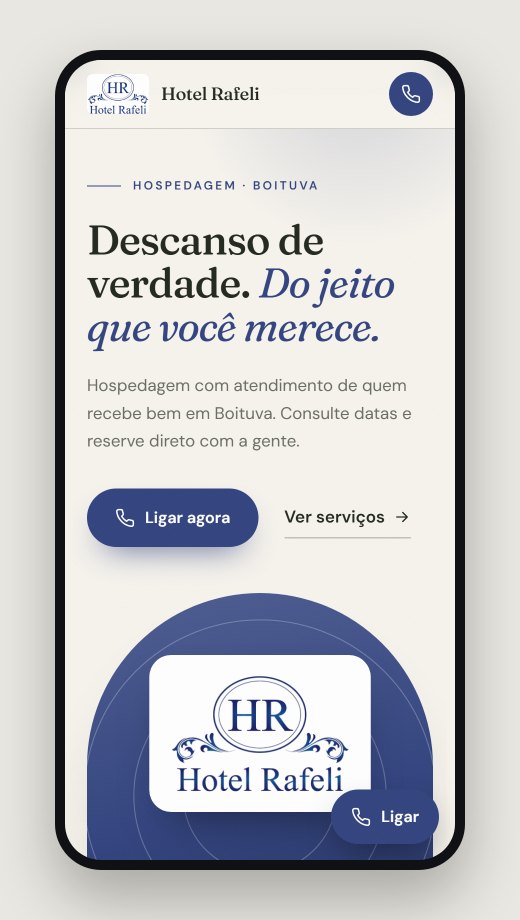 HR
Hotel Rafeli
Hotel Rafeli
HOSPEDAGEM · BOITUVA
Descanso de
verdade. Do jeito
que você merece.
Hospedagem com atendimento de quem
recebe bem em Boituva. Consulte datas e
reserve direto com a gente.
Ligar agora
Ver serviços →
HR
Hotel Rafeli
Ligar